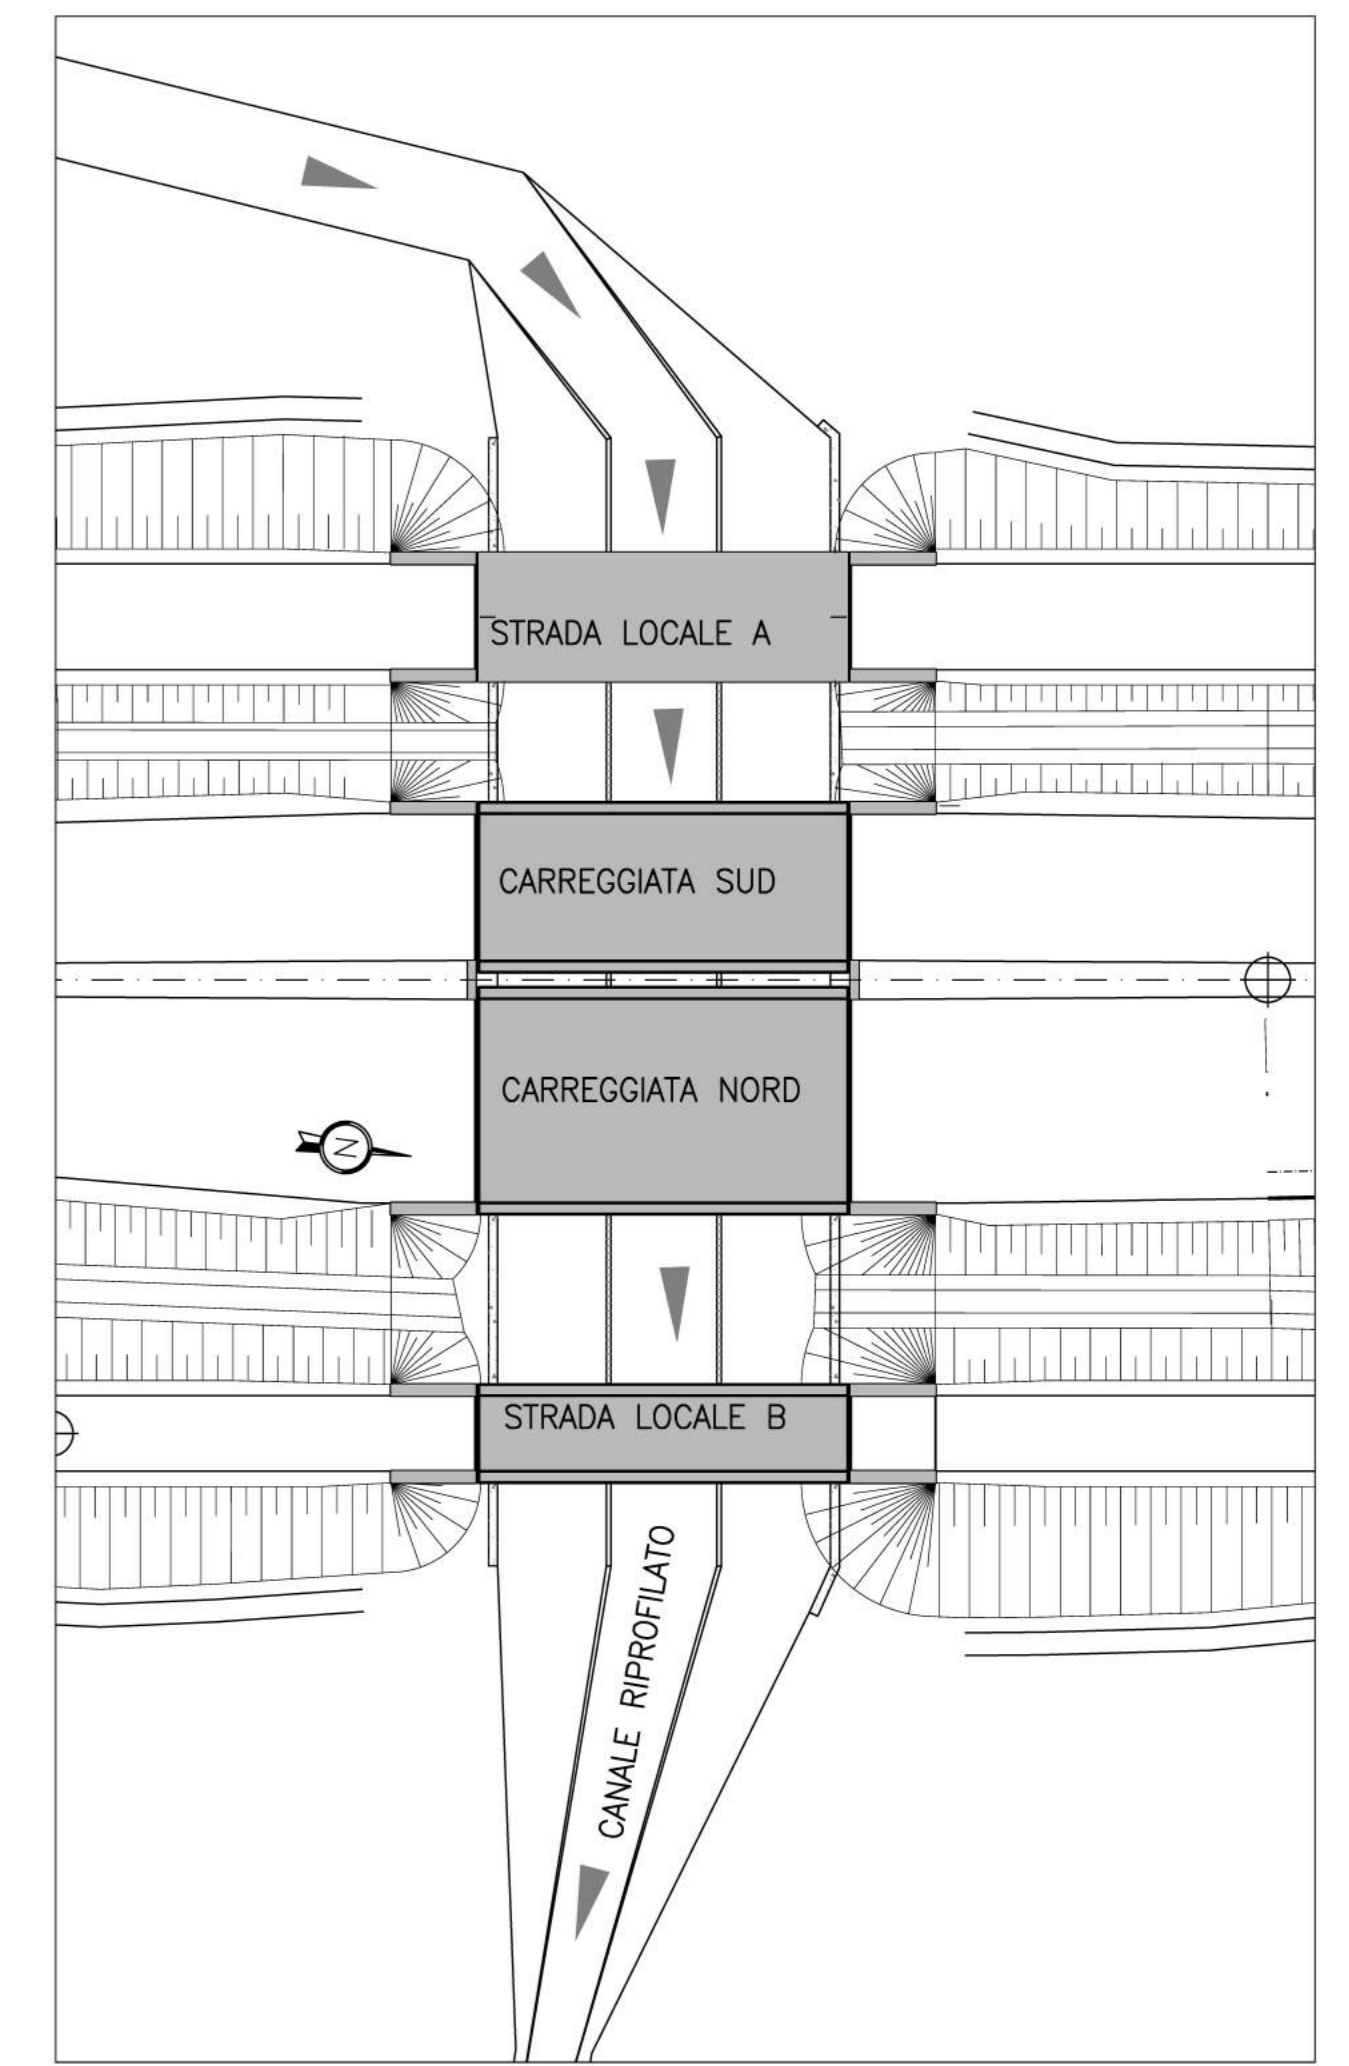 STRADA LOCALE A
CARREGGIATA SUD
CARREGGIATA NORD
N
STRADA LOCALE B
CANALE RIPROFILATO